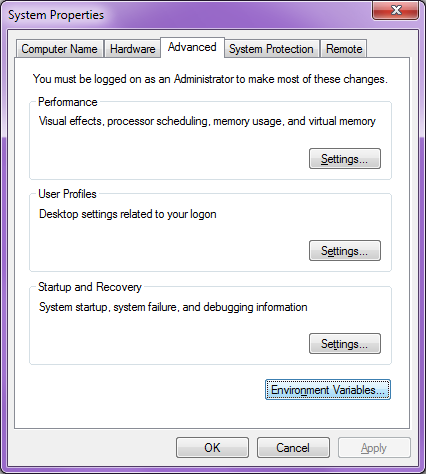 System Properties
Computer Name Hardware Advanced System Protection Remote
You must be logged on as an Administrator to make most of these changes.
Performance
Visual effects, processor scheduling, memory usage, and virtual memory
Settings...
User Profiles
Desktop settings related to your logon
Settings...
Startup and Recovery
System startup, system failure, and debugging information
Settings...
Environment Variables...
OK Cancel Apply